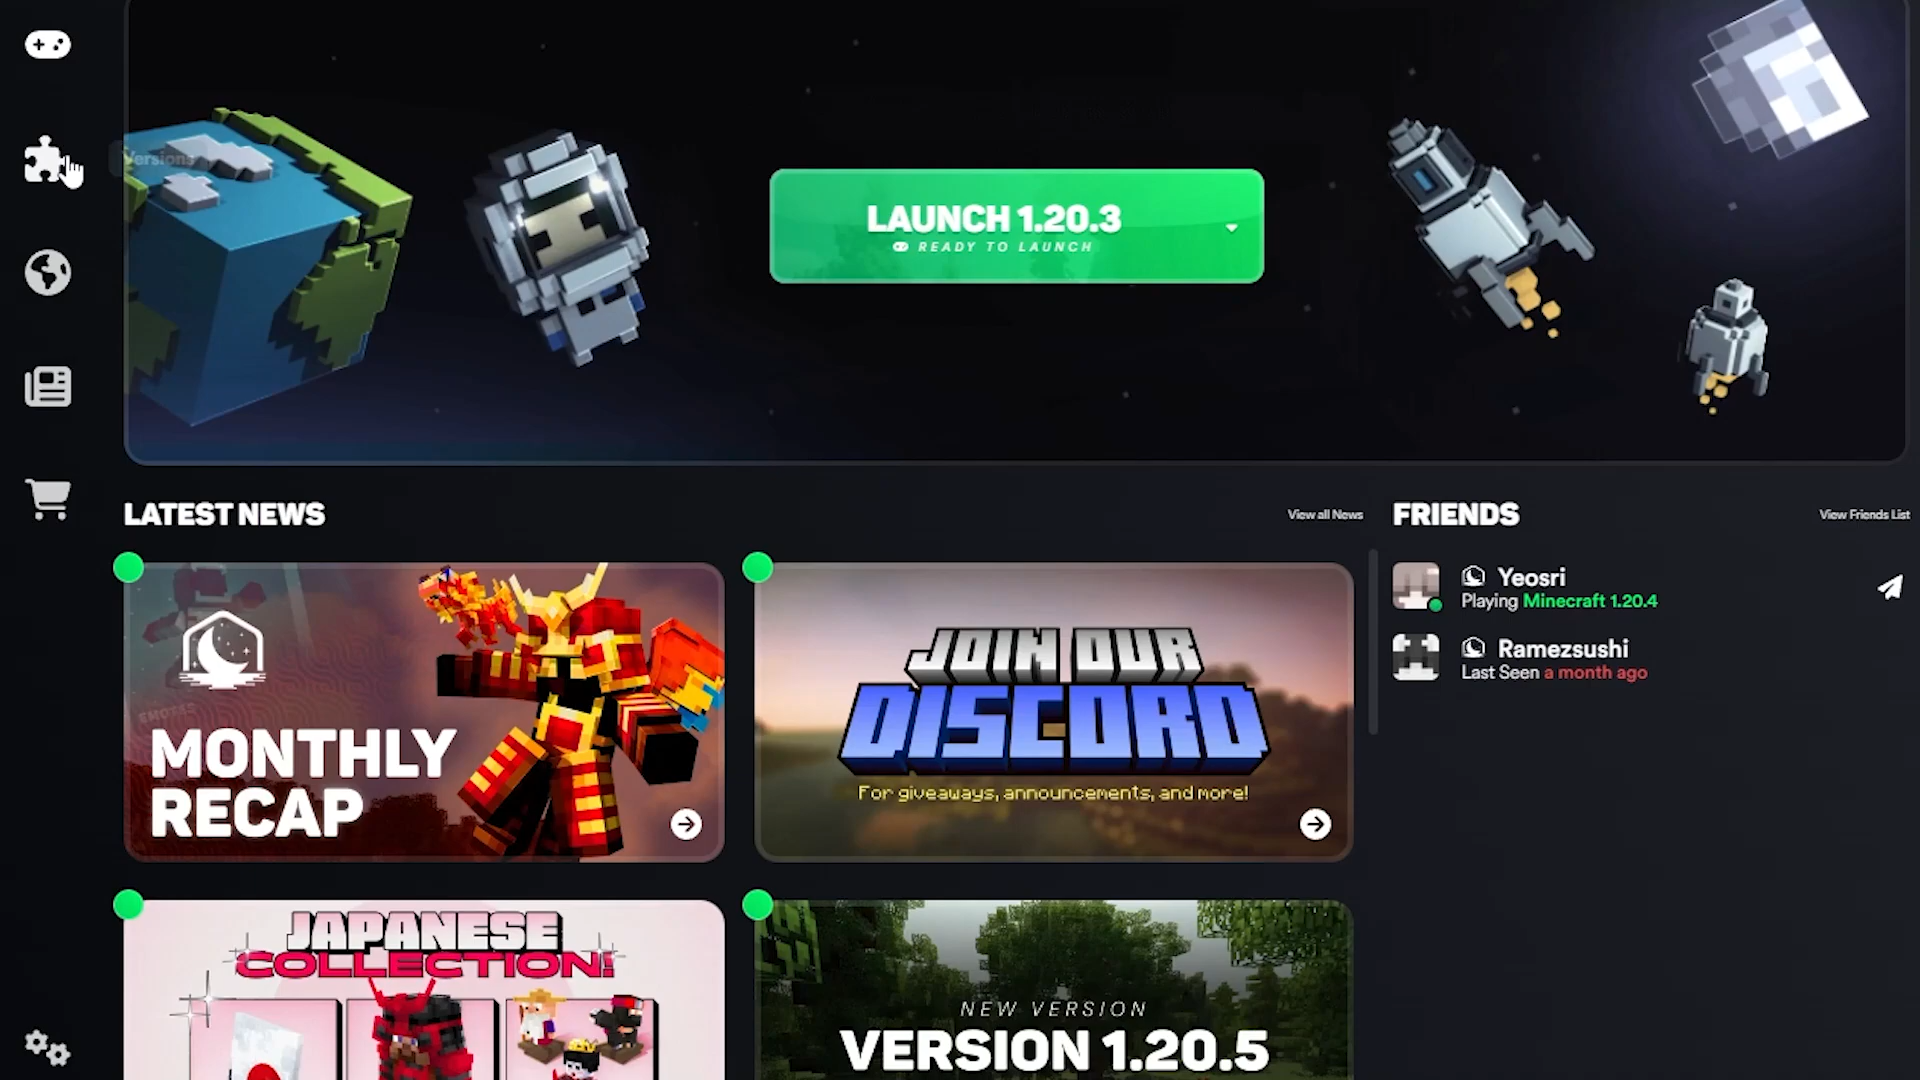 Versions
LAUNCH 1.20.3
READY TO LAUNCH
LATEST NEWS
View all News
MONTHLY
RECAP
JOIN OUR
DISCORD
For giveaways, announcements, and more!
JAPANESE
COLLECTION!
NEW VERSION
VERSION 1.20.5
FRIENDS
View Friends List
Yeosri
Playing Minecraft 1.20.4
Ramezsushi
Last Seen a month ago